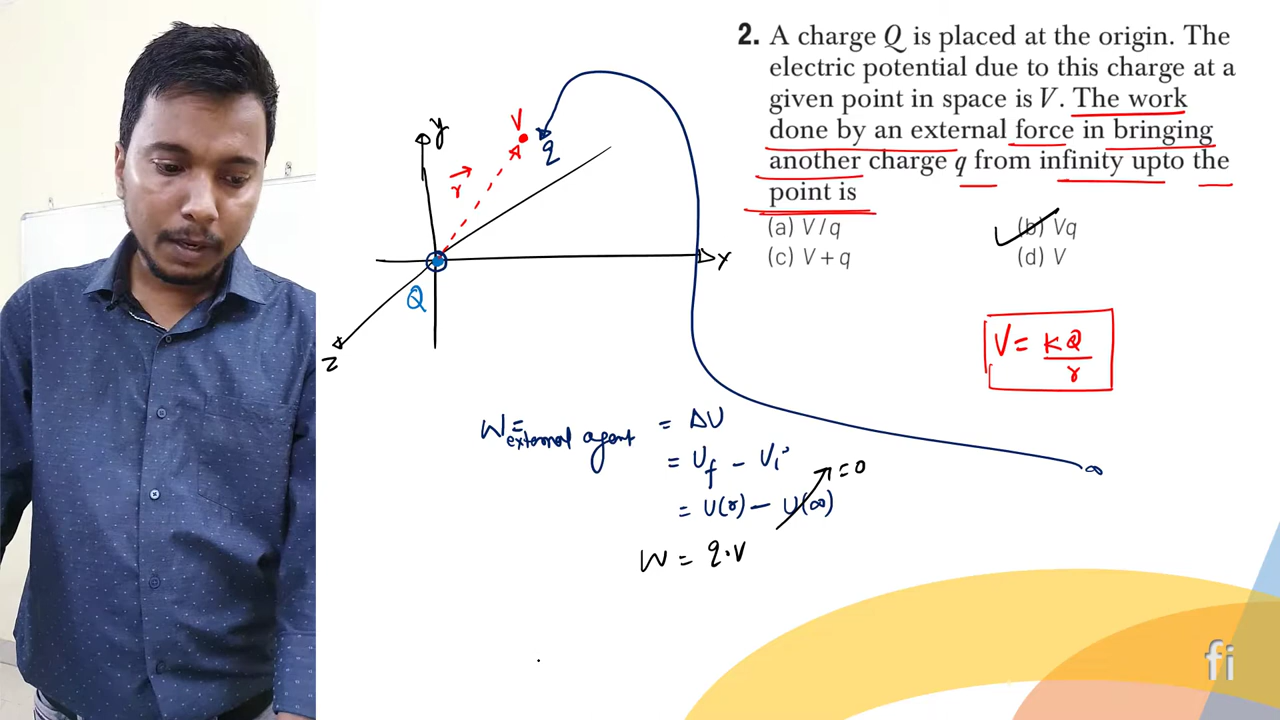 2. A charge Q is placed at the origin. The
electric potential due to this charge at a
given point in space is V. The work
done by an external force in bringing
another charge q from infinity upto the
point is
(a) V/q
(b) Vq
(c) V + q
(d) V
y
V
q
r
x
Q
z
V = KQ/r
W= external agent = ΔU
= Uf - Ui
= U(r) - U(∞) = 0
W = q·V
∞
fi